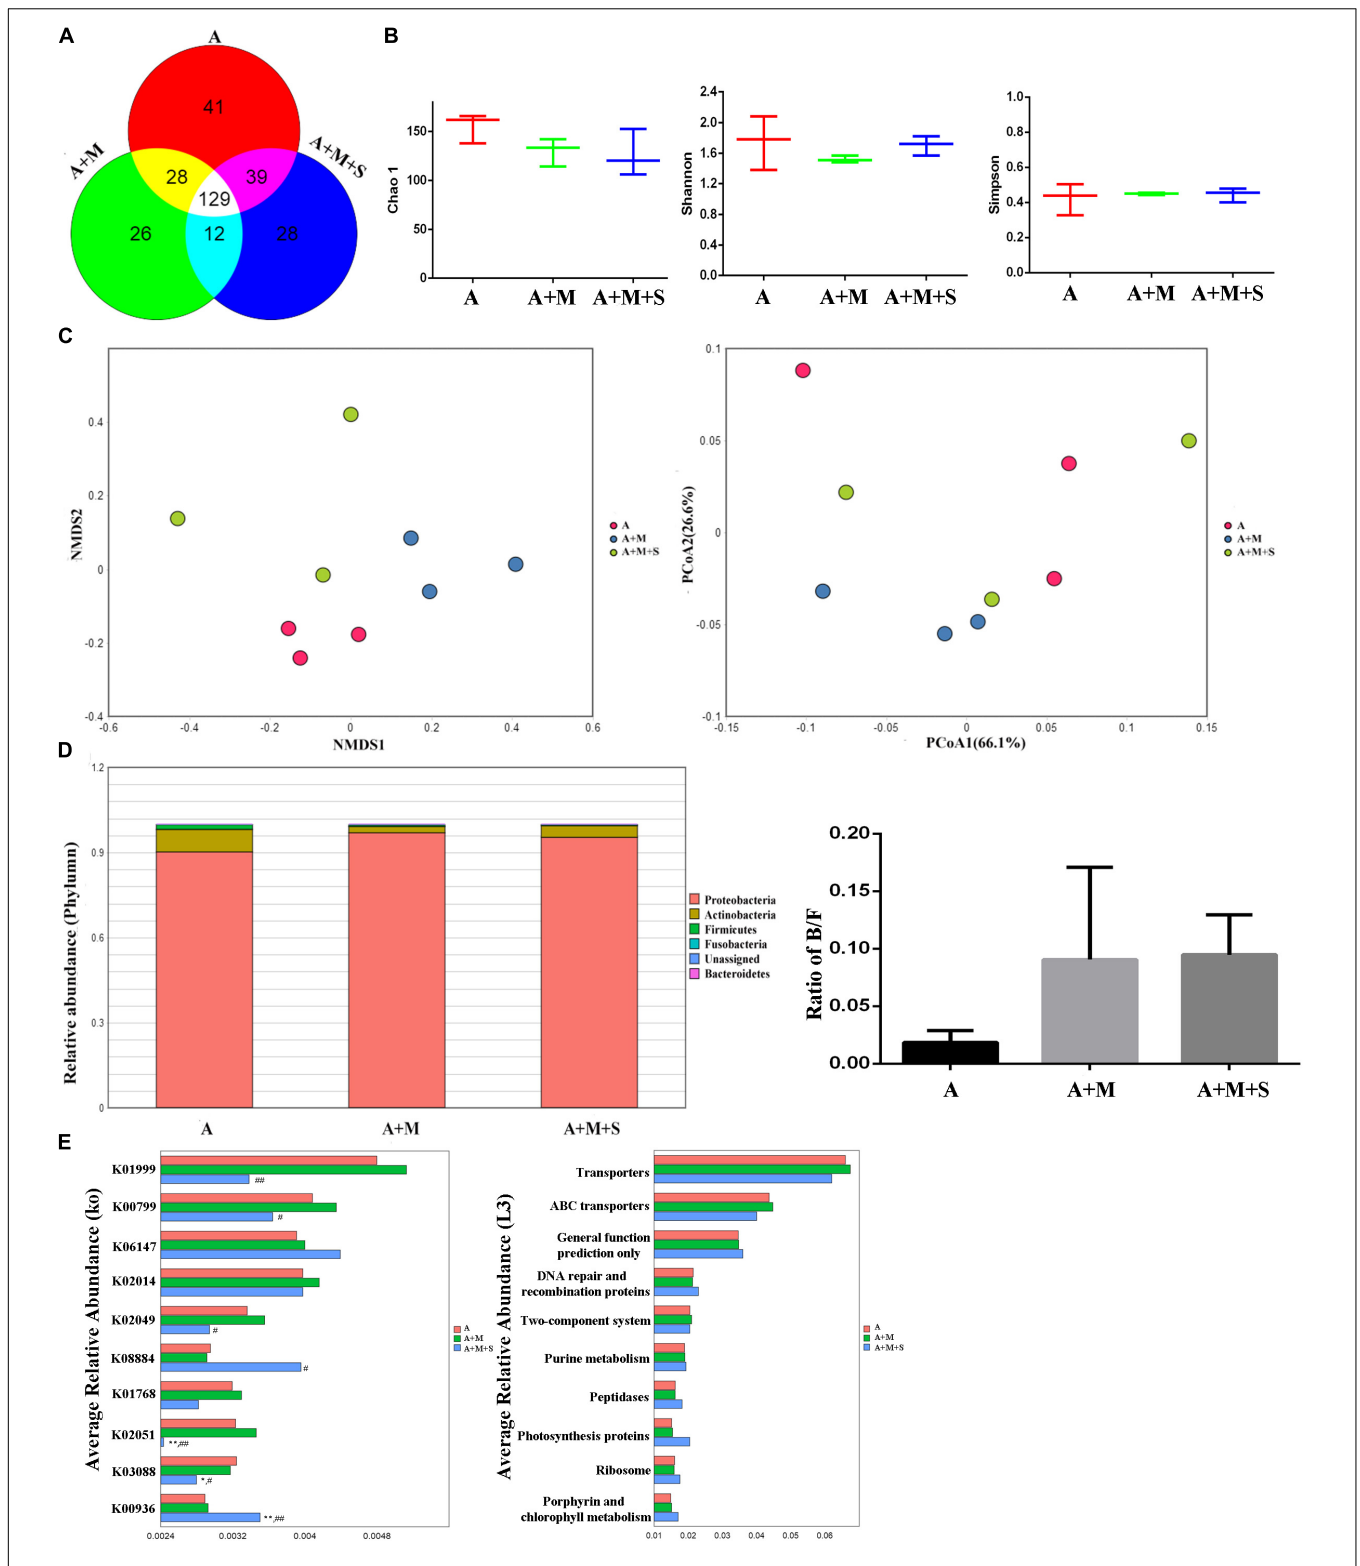 A
A
A+M
A+M+S
41
28
39
129
26
12
28
B
Chao 1
150
100
50
0
A
A+M
A+M+S
Shannon
2.4
2.0
1.6
1.2
0.8
0.4
0.0
A
A+M
A+M+S
Simpson
1.0
0.8
0.6
0.4
0.2
0.0
A
A+M
A+M+S
C
NMDS2
0.4
0.2
0
-0.2
-0.4
-0.6
-0.4
-0.2
0
0.2
0.4
0.6
NMDS1
A
A+M
A+M+S
PCoA2(26.6%)
0.1
0.05
0
-0.05
-0.1
-0.15
-0.1
-0.05
0
0.05
0.1
0.15
PCoA1(66.1%)
A
A+M
A+M+S
D
Relative abundance (Phylumn)
1.2
0.9
0.6
0.3
0
A
A+M
A+M+S
Proteobacteria
Actinobacteria
Firmicutes
Fusobacteria
Unassigned
Bacteroidetes
Ratio of B/F
0.20
0.15
0.10
0.05
0.00
A
A+M
A+M+S
E
Average Relative Abundance (ko)
K01999
##
K00799
#
K06147
K02014
K02049
#
K08884
#
K01768
K02051
**,##
K03088
*,#
K00936
**,##
0.0024
0.0032
0.004
0.0048
A
A+M
A+M+S
Average Relative Abundance (L3)
Transporters
ABC transporters
General function
prediction only
DNA repair and
recombination proteins
Two-component system
Purine metabolism
Peptidases
Photosynthesis proteins
Ribosome
Porphyrin and
chlorophyll metabolism
0.01
0.02
0.03
0.04
0.05
0.06
A
A+M
A+M+S